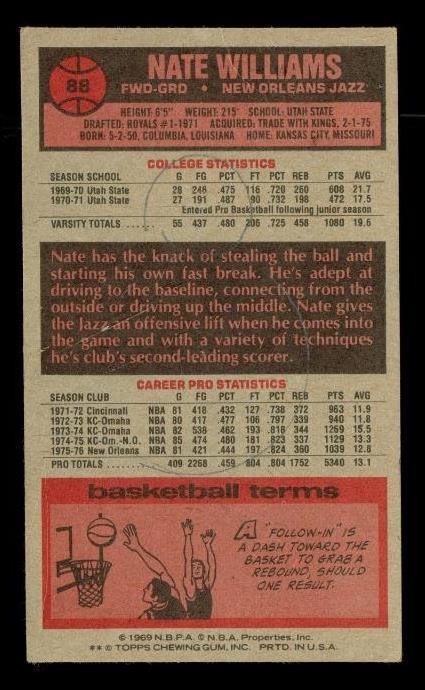 88
NATE WILLIAMS
FWD-GRD • NEW ORLEANS JAZZ
HEIGHT: 6'5" WEIGHT: 215 SCHOOL: UTAH STATE
DRAFTED: ROYALS #1-1971 ACQUIRED: TRADE WITH KINGS, 2-1-75
BORN: 5-2-50, COLUMBIA, LOUISIANA HOME: KANSAS CITY, MISSOURI
COLLEGE STATISTICS
SEASON SCHOOL G FG PCT FT PCT REB PTS AVG
1969-70 Utah State 28 246 .475 116 .720 260 608 21.7
1970-71 Utah State 27 191 .487 90 .732 198 472 17.5
Entered Pro Basketball following junior season
VARSITY TOTALS ...... 55 437 .480 206 .725 458 1080 19.6
Nate has the knack of stealing the ball and
starting his own fast break. He's adept at
driving to the baseline, connecting from the
outside or driving up the middle. Nate gives
the Jazz an offensive lift when he comes into
the game and with a variety of techniques
he's club's second-leading scorer.
CAREER PRO STATISTICS
SEASON CLUB G FG PCT FT PCT REB PTS AVG
1971-72 Cincinnati NBA 81 418 .432 127 .738 372 963 11.9
1972-73 KC-Omaha NBA 80 417 .477 106 .797 339 940 11.8
1973-74 KC-Omaha NBA 82 538 .462 193 .818 344 1269 15.5
1974-75 KC-Om.-N.O. NBA 85 474 .480 181 .823 337 1129 13.3
1975-76 New Orleans NBA 81 421 .444 197 .824 360 1039 12.8
PRO TOTALS ............ 409 2268 .459 804 .804 1752 5340 13.1
basketball terms
A "FOLLOW-IN" IS
A DASH TOWARD THE
BASKET TO GRAB A
REBOUND, SHOULD
ONE RESULT.
© 1969 N.B.P.A. © N.B.A. Properties, Inc.
** © TOPPS CHEWING GUM, INC. PRTD. IN U.S.A.